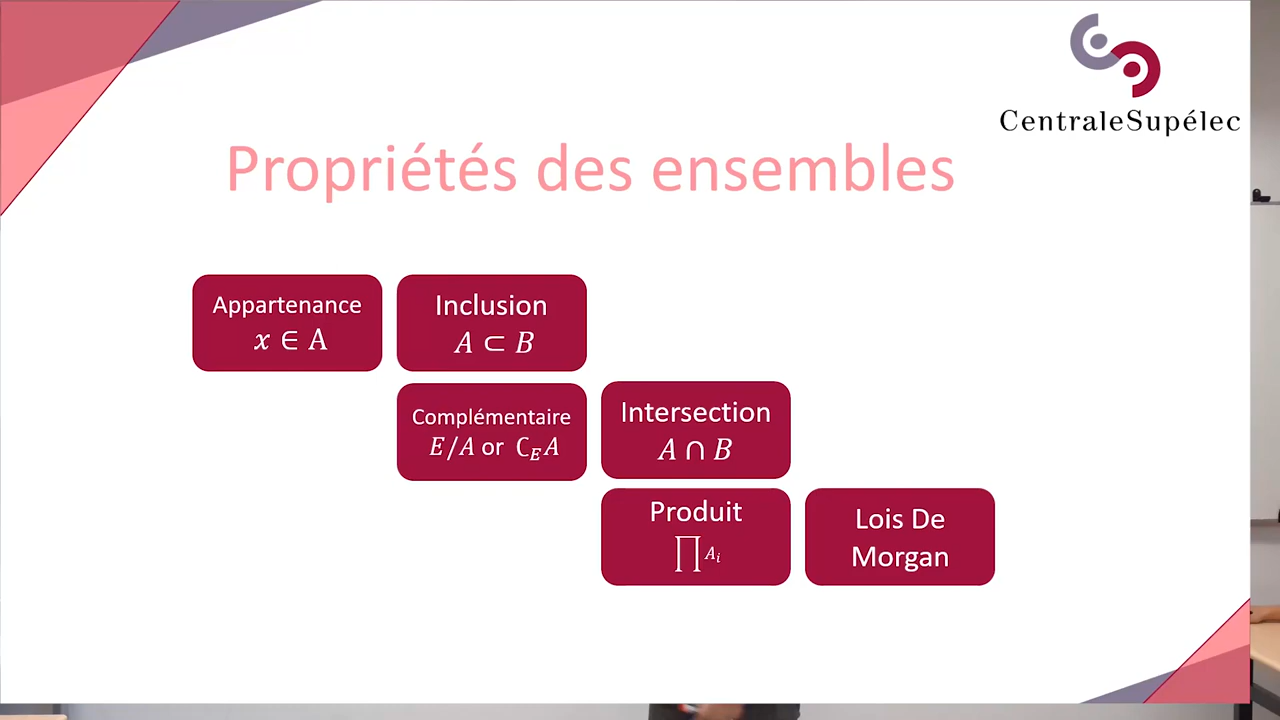 CentraleSupélec
Propriétés des ensembles
Appartenance
x ∈ A
Inclusion
A ⊂ B
Complémentaire
E/A or ∁_E A
Intersection
A ∩ B
Produit
∏ A_i
Lois De
Morgan